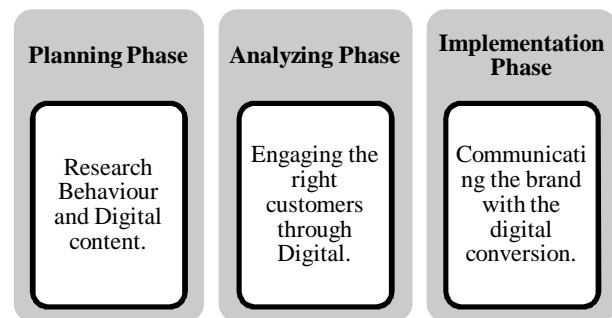 Planning Phase
Research
Behaviour
and Digital
content.
Analyzing Phase
Engaging the
right
customers
through
Digital.
Implementation
Phase
Communicati
ng the brand
with the
digital
conversion.